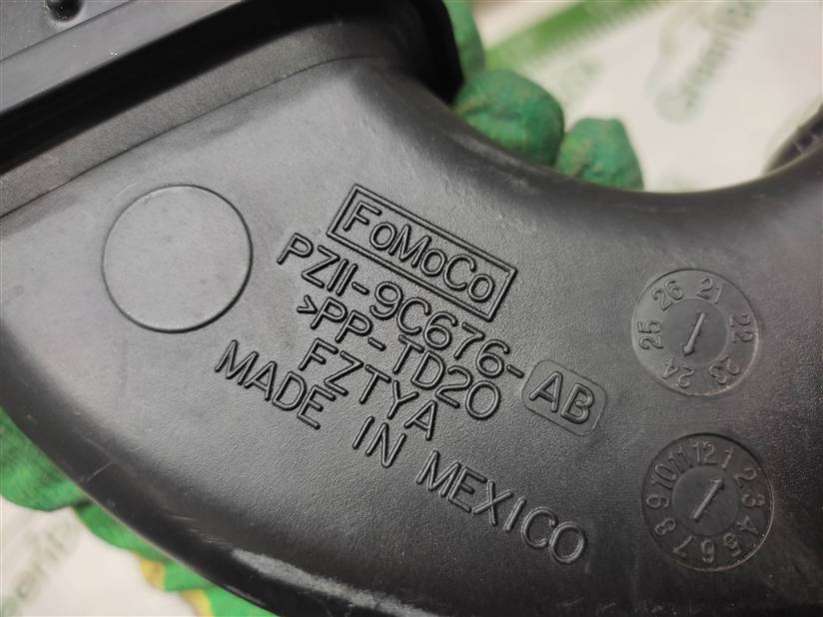 FoMoCo
PZ11-9C676-AB
>PP-TD20
FZTYA
MADE IN MEXICO
21 22 23 24 25 26
1 2 3 4 5 6 7 8 9 10 11 12